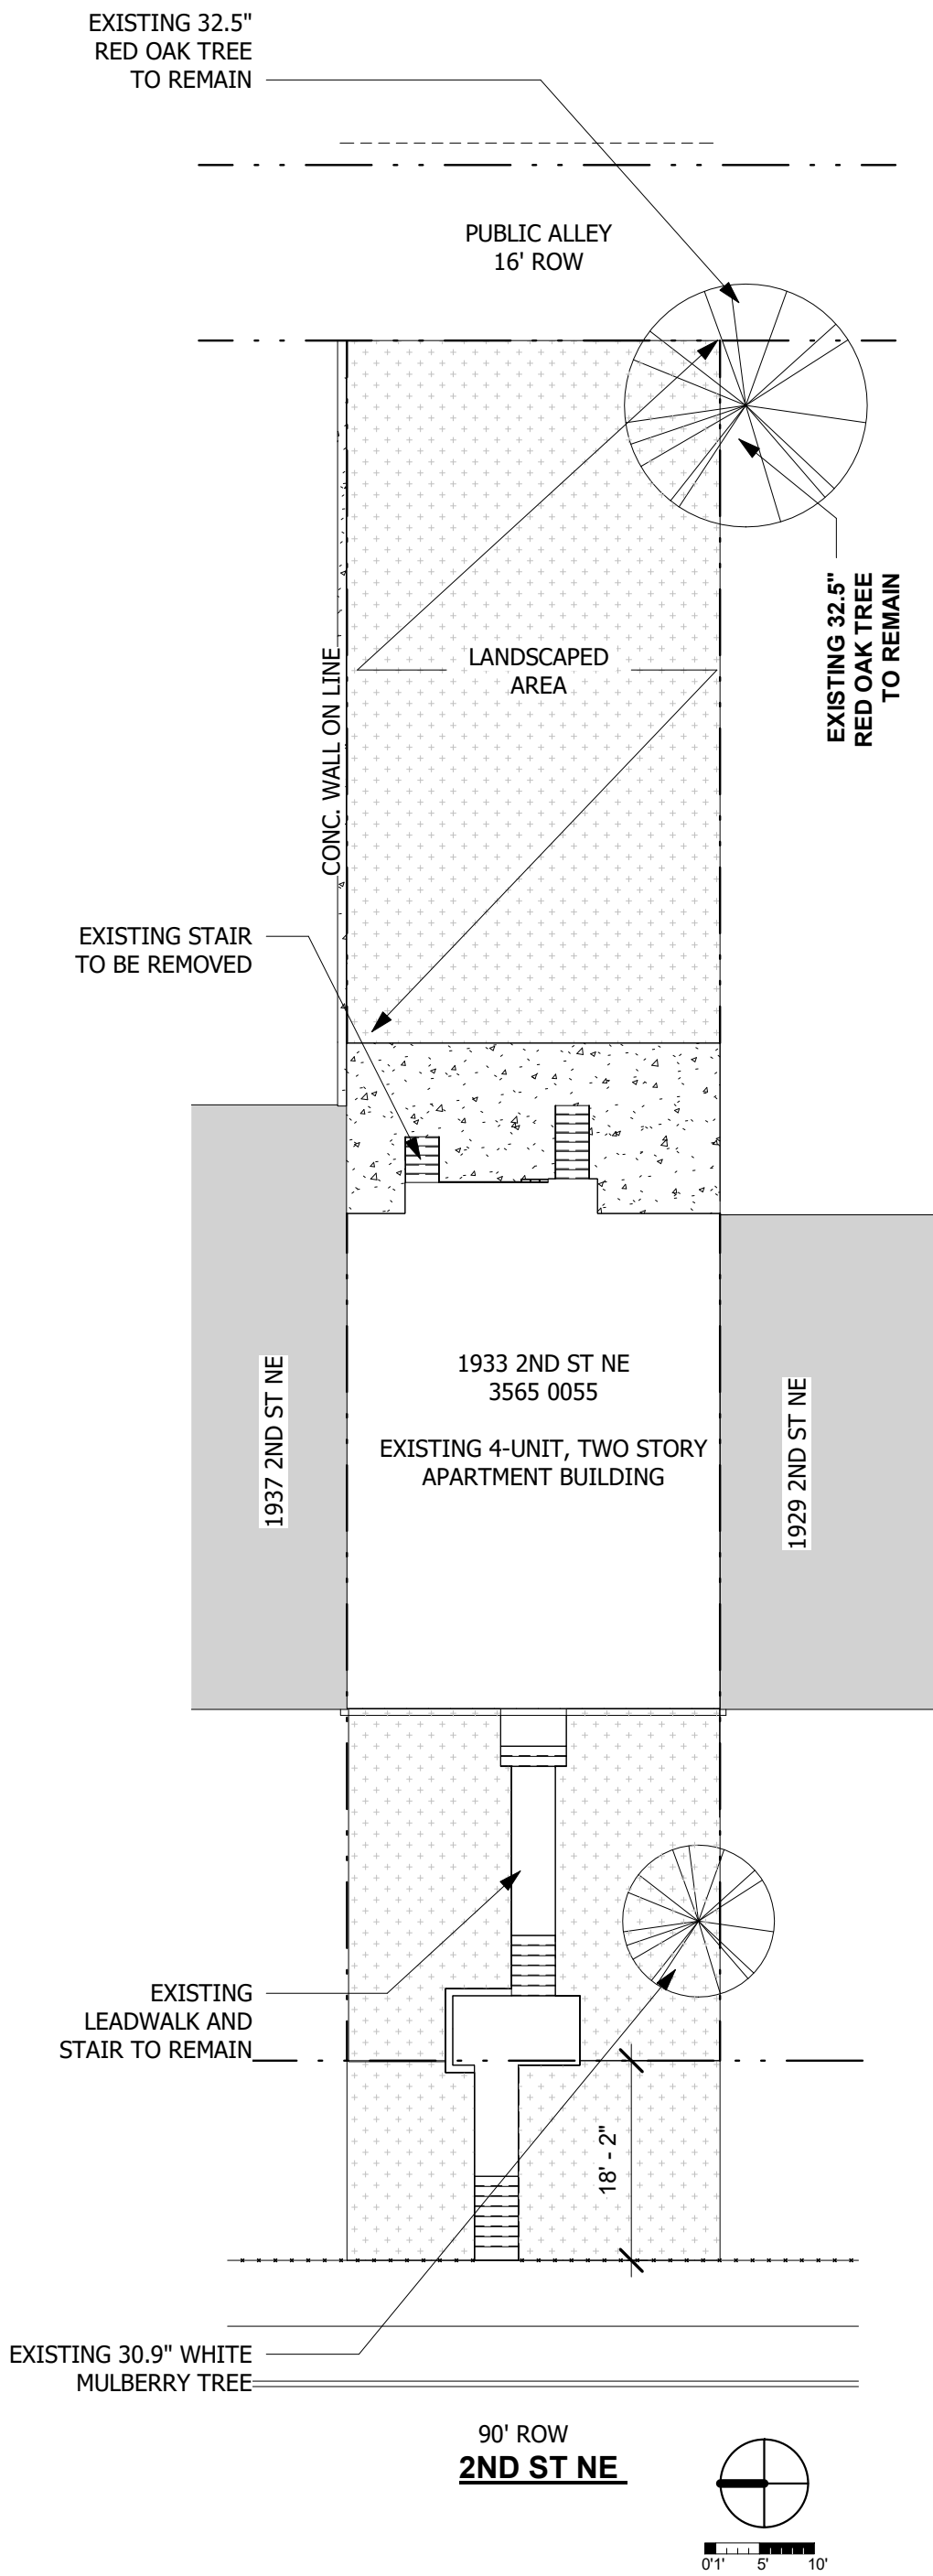 EXISTING 32.5"
RED OAK TREE
TO REMAIN
PUBLIC ALLEY
16' ROW
EXISTING 32.5"
RED OAK TREE
TO REMAIN
LANDSCAPED
AREA
CONC. WALL ON LINE
EXISTING STAIR
TO BE REMOVED
1937 2ND ST NE
1933 2ND ST NE
3565 0055
EXISTING 4-UNIT, TWO STORY
APARTMENT BUILDING
1929 2ND ST NE
EXISTING
LEADWALK AND
STAIR TO REMAIN
18' - 2"
EXISTING 30.9" WHITE
MULBERRY TREE
90' ROW
2ND ST NE
0'1' 5' 10'